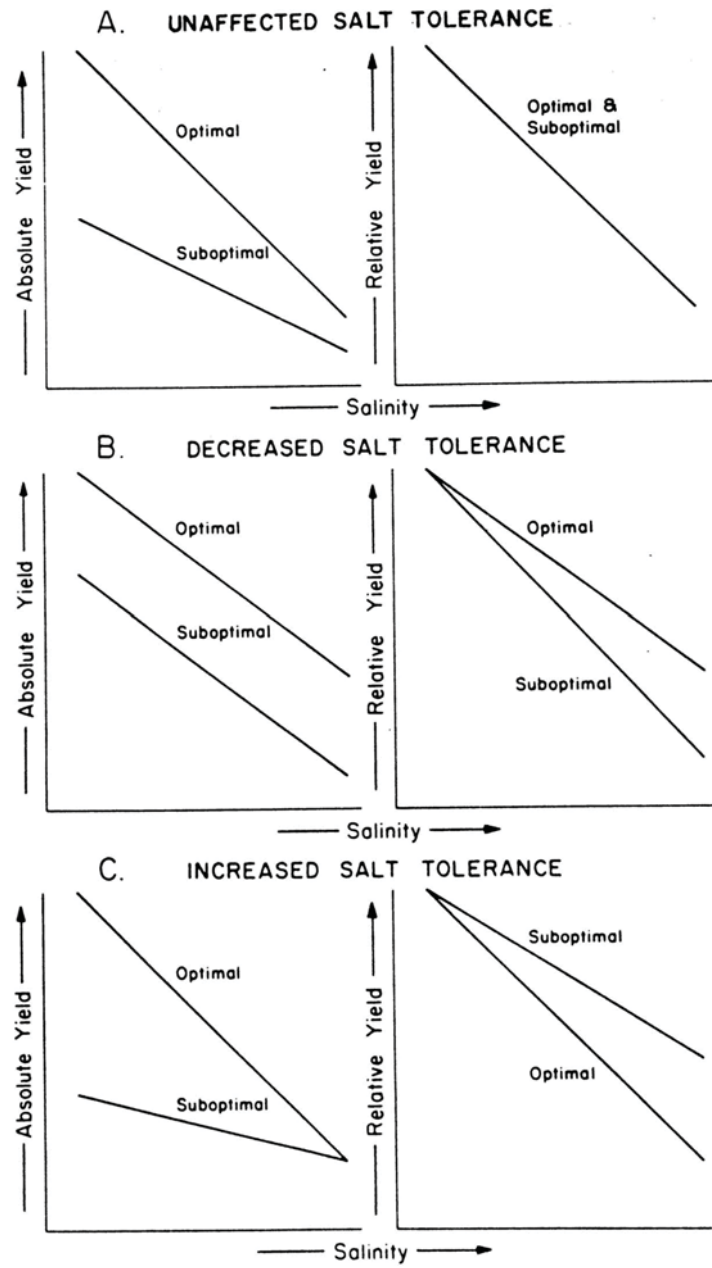 A. UNAFFECTED SALT TOLERANCE
Absolute Yield
Optimal
Suboptimal
Relative Yield
Optimal &
Suboptimal
Salinity
B. DECREASED SALT TOLERANCE
Absolute Yield
Optimal
Suboptimal
Relative Yield
Optimal
Suboptimal
Salinity
C. INCREASED SALT TOLERANCE
Absolute Yield
Optimal
Suboptimal
Relative Yield
Suboptimal
Optimal
Salinity